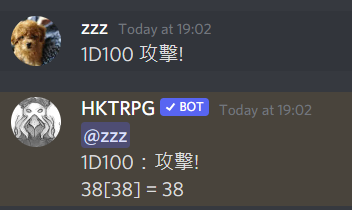 zzz Today at 19:02
1D100 攻擊!
HKTRPG ✓ BOT Today at 19:02
@zzz
1D100：攻擊!
38[38] = 38